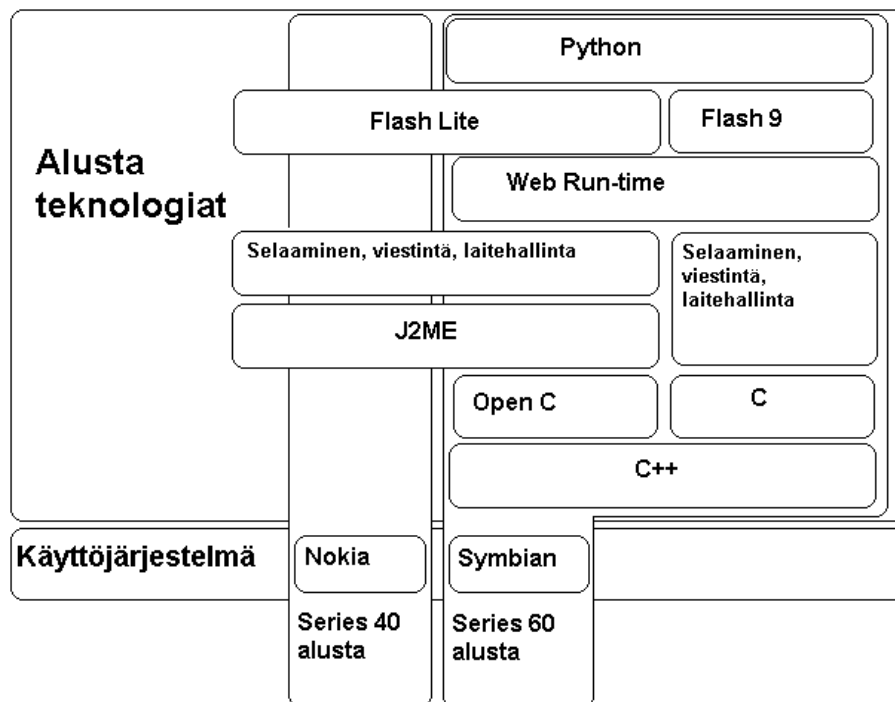 Python
Flash Lite
Flash 9
Alusta
teknologiat
Web Run-time
Selaaminen, viestintä, laitehallinta
Selaaminen,
viestintä,
laitehallinta
J2ME
Open C
C
C++
Käyttöjärjestelmä
Nokia
Symbian
Series 40
alusta
Series 60
alusta